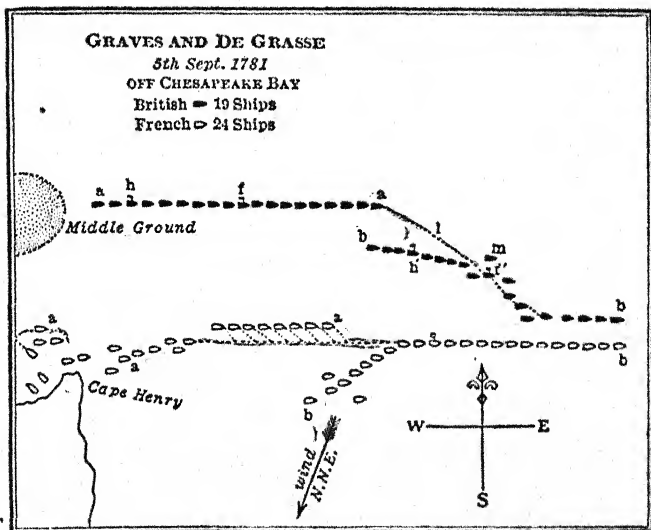 GRAVES AND DE GRASSE
5th Sept. 1781
OFF CHESAPEAKE BAY
British 19 Ships
French 24 Ships
a h f a
Middle Ground
b h l m f'' b
a a a b
Cape Henry
b
wind
N.N.E.
W E
S